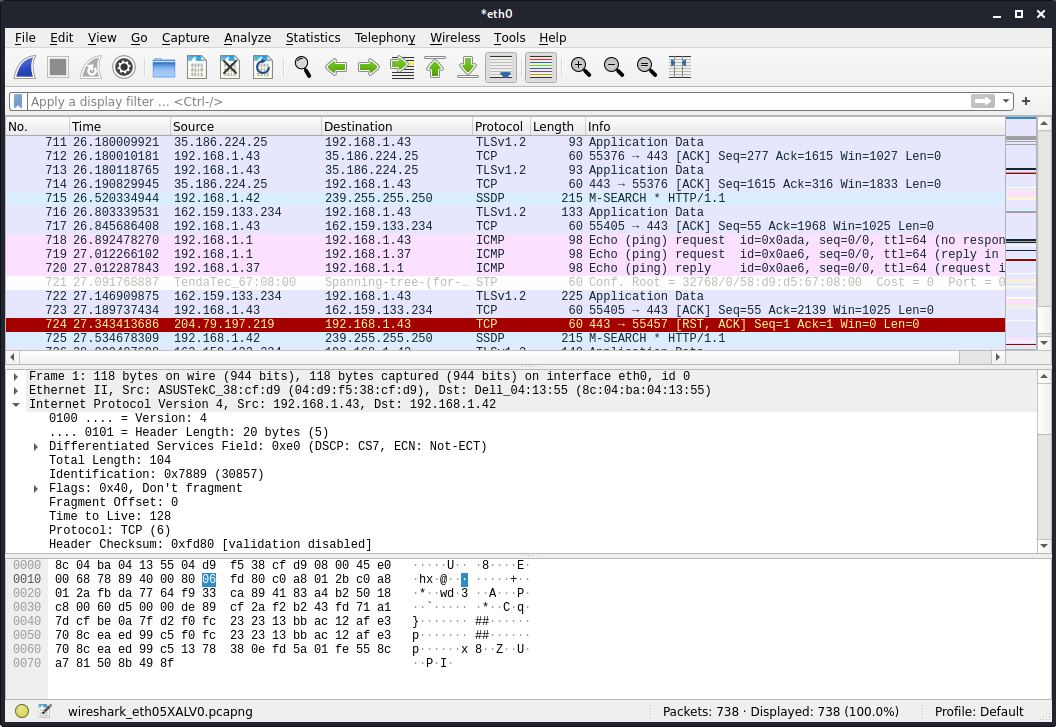 *eth0
File Edit View Go Capture Analyze Statistics Telephony Wireless Tools Help
Apply a display filter … <Ctrl-/>
No. Time Source Destination Protocol Length Info
711 26.180009921 35.186.224.25 192.168.1.43 TLSv1.2 93 Application Data
712 26.180010181 192.168.1.43 35.186.224.25 TCP 60 55376 → 443 [ACK] Seq=277 Ack=1615 Win=1027 Len=0
713 26.180118765 192.168.1.43 35.186.224.25 TLSv1.2 93 Application Data
714 26.190829945 35.186.224.25 192.168.1.43 TCP 60 443 → 55376 [ACK] Seq=1615 Ack=316 Win=1833 Len=0
715 26.520334944 192.168.1.42 239.255.255.250 SSDP 215 M-SEARCH * HTTP/1.1
716 26.803339531 162.159.133.234 192.168.1.43 TLSv1.2 133 Application Data
717 26.845686408 192.168.1.43 162.159.133.234 TCP 60 55405 → 443 [ACK] Seq=55 Ack=1968 Win=1025 Len=0
718 26.892478270 192.168.1.1 192.168.1.43 ICMP 98 Echo (ping) request id=0x0ada, seq=0/0, ttl=64 (no respon
719 27.012266102 192.168.1.1 192.168.1.37 ICMP 98 Echo (ping) request id=0x0ae6, seq=0/0, ttl=64 (reply in
720 27.012287843 192.168.1.37 192.168.1.1 ICMP 98 Echo (ping) reply id=0x0ae6, seq=0/0, ttl=64 (request i
721 27.091768887 TendaTec_67:08:00 Spanning-tree-(for-… STP 60 Conf. Root = 32768/0/58:d9:d5:67:08:00 Cost = 0 Port = 0
722 27.146909875 162.159.133.234 192.168.1.43 TLSv1.2 225 Application Data
723 27.189737434 192.168.1.43 162.159.133.234 TCP 60 55405 → 443 [ACK] Seq=55 Ack=2139 Win=1025 Len=0
724 27.343413686 204.79.197.219 192.168.1.43 TCP 60 443 → 55457 [RST, ACK] Seq=1 Ack=1 Win=0 Len=0
725 27.534678309 192.168.1.42 239.255.255.250 SSDP 215 M-SEARCH * HTTP/1.1
Frame 1: 118 bytes on wire (944 bits), 118 bytes captured (944 bits) on interface eth0, id 0
Ethernet II, Src: ASUSTekC_38:cf:d9 (04:d9:f5:38:cf:d9), Dst: Dell_04:13:55 (8c:04:ba:04:13:55)
Internet Protocol Version 4, Src: 192.168.1.43, Dst: 192.168.1.42
0100 .... = Version: 4
.... 0101 = Header Length: 20 bytes (5)
Differentiated Services Field: 0xe0 (DSCP: CS7, ECN: Not-ECT)
Total Length: 104
Identification: 0x7889 (30857)
Flags: 0x40, Don't fragment
Fragment Offset: 0
Time to Live: 128
Protocol: TCP (6)
Header Checksum: 0xfd80 [validation disabled]
0000 8c 04 ba 04 13 55 04 d9 f5 38 cf d9 08 00 45 e0 ·····U·· ·8····E·
0010 00 68 78 89 40 00 80 06 fd 80 c0 a8 01 2b c0 a8 ·hx·@··· ·····+··
0020 01 2a fb da 77 64 f9 33 ca 89 41 83 a4 b2 50 18 ·*··wd·3 ··A···P·
0030 c8 00 60 d5 00 00 de 89 cf 2a f2 b2 43 fd 71 a1 ··`····· ·*··C·q·
0040 7d cf be 0a 7f d2 f0 fc 23 23 13 bb ac 12 af e3 }······· ##······
0050 70 8c ea ed 99 c5 f0 fc 23 23 13 bb ac 12 af e3 p······· ##······
0060 70 8c ea ed 99 c5 13 78 38 0e fd 5a 01 fe 55 8c p······x 8··Z··U·
0070 a7 81 50 8b 49 8f ··P·I·
wireshark_eth05XALV0.pcapng Packets: 738 · Displayed: 738 (100.0%) Profile: Default